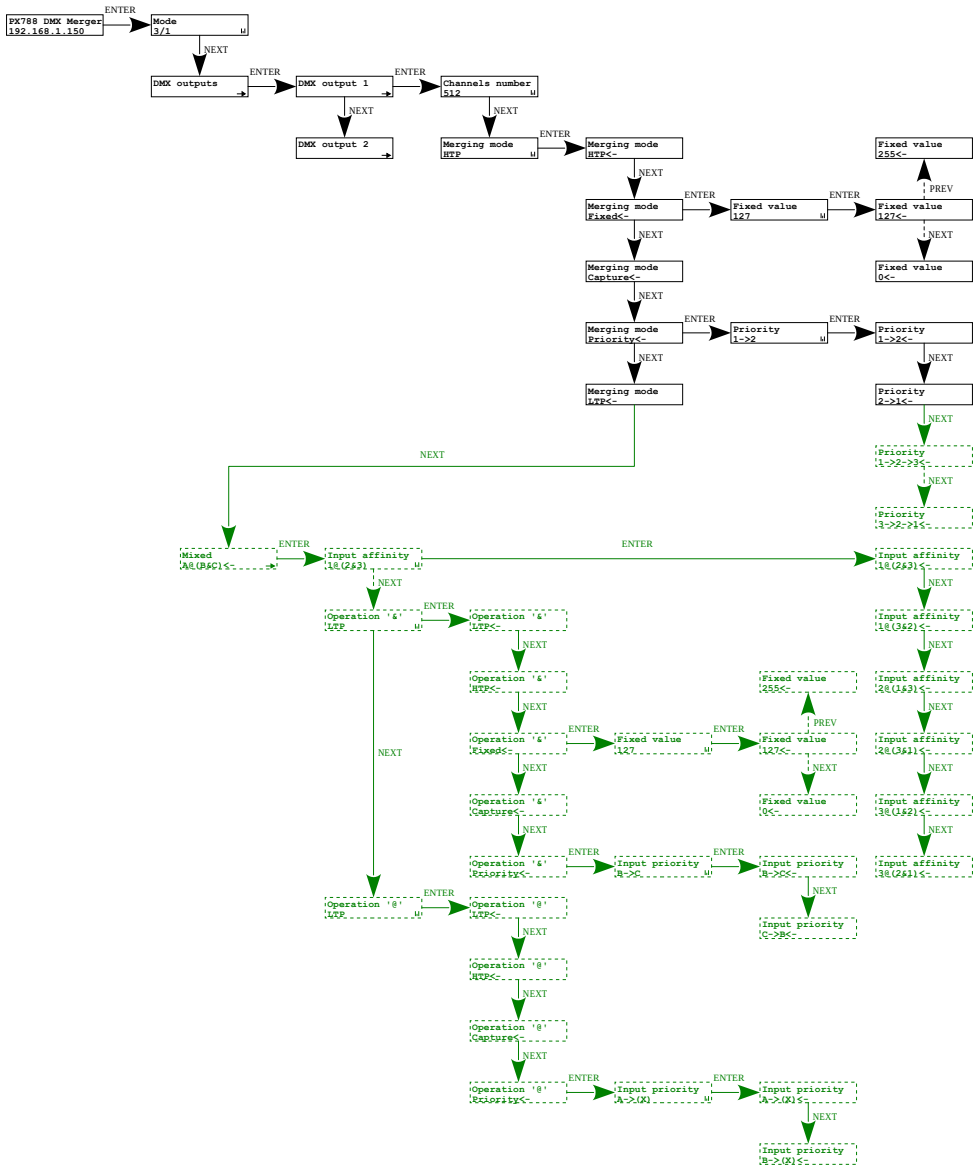 PX788 DMX Merger
192.168.1.150
ENTER
Mode
3/1
NEXT
DMX outputs
ENTER
DMX output 1
ENTER
Channels number
512
NEXT
NEXT
DMX output 2
Merging mode
HTP
ENTER
Merging mode
HTP<-
Fixed value
255<-
NEXT
PREV
Merging mode
Fixed<-
ENTER
Fixed value
127
ENTER
Fixed value
127<-
NEXT
NEXT
Merging mode
Capture<-
Fixed value
0<-
NEXT
Merging mode
Priority<-
ENTER
Priority
1->2
ENTER
Priority
1->2<-
NEXT
NEXT
Merging mode
LTP<-
Priority
2->1<-
NEXT
NEXT
Priority
1->2->3<-
NEXT
Priority
3->2->1<-
Mixed
A@(B&C)<-
ENTER
Input affinity
1@(2&3)
ENTER
Input affinity
1@(2&3)<-
NEXT
NEXT
Operation '&'
LTP
ENTER
Operation '&'
LTP<-
Input affinity
1@(3&2)<-
NEXT
NEXT
Operation '&'
HTP<-
Fixed value
255<-
Input affinity
2@(1&3)<-
NEXT
PREV
NEXT
NEXT
Operation '&'
Fixed<-
ENTER
Fixed value
127
ENTER
Fixed value
127<-
Input affinity
2@(3&1)<-
NEXT
NEXT
NEXT
Operation '&'
Capture<-
Fixed value
0<-
Input affinity
3@(1&2)<-
NEXT
NEXT
Operation '&'
Priority<-
ENTER
Input priority
B->C
ENTER
Input priority
B->C<-
Input affinity
3@(2&1)<-
NEXT
Operation '@'
LTP
ENTER
Operation '@'
LTP<-
Input priority
C->B<-
NEXT
Operation '@'
HTP<-
NEXT
Operation '@'
Capture<-
NEXT
Operation '@'
Priority<-
ENTER
Input priority
A->(X)
ENTER
Input priority
A->(X)<-
NEXT
Input priority
B->(X)<-